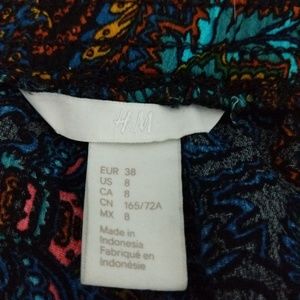 H&M
EUR 38
US 8
CA 8
CN 165/72A
MX 8
Made in
Indonesia
Fabriqué en
Indonésie